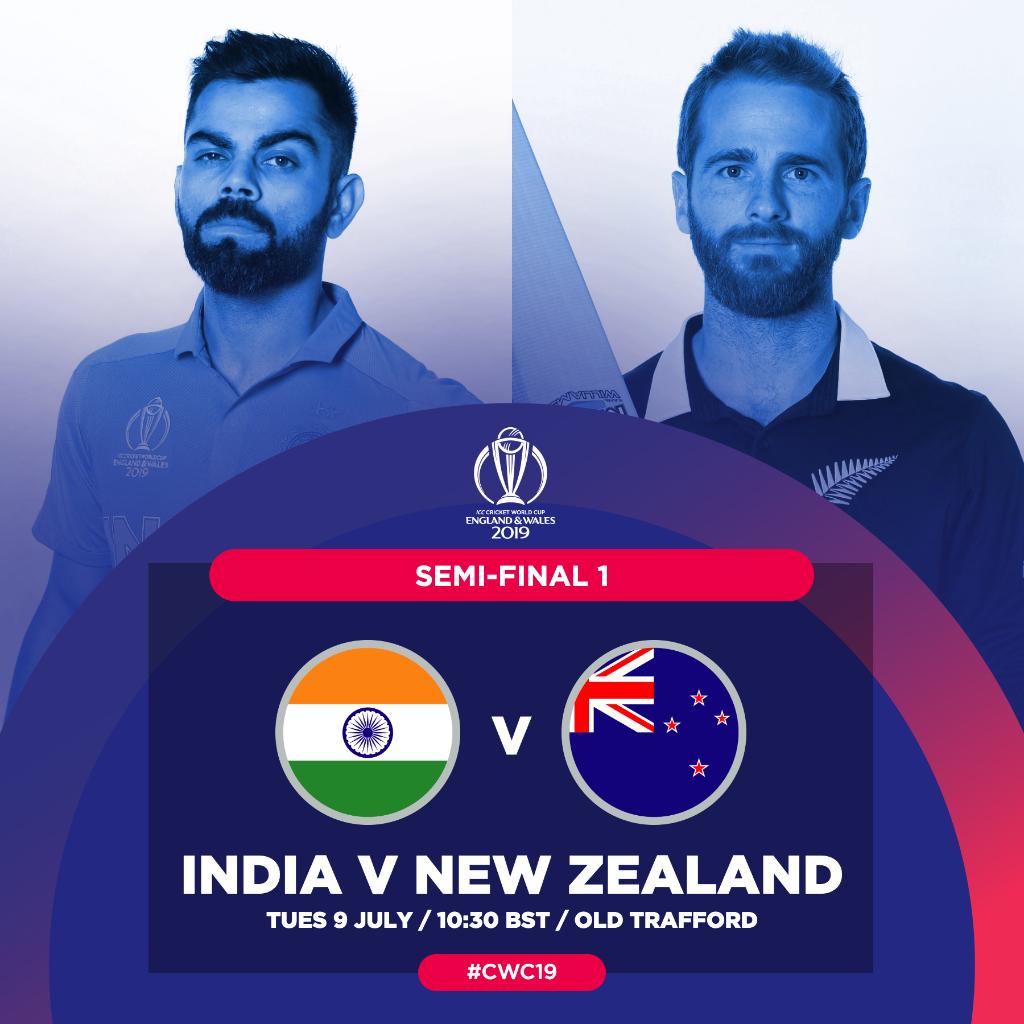 ICC CRICKET WORLD CUP
ENGLAND & WALES
2019
IN
ICC CRICKET WORLD CUP
ENGLAND & WALES
2019
SEMI-FINAL 1
V
INDIA V NEW ZEALAND
TUES 9 JULY / 10:30 BST / OLD TRAFFORD
#CWC19